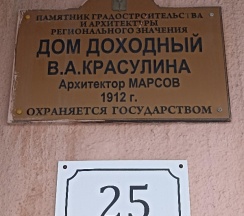 ПАМЯТНИК ГРАДОСТРОИТЕЛЬСТВА
И АРХИТЕКТУРЫ
РЕГИОНАЛЬНОГО ЗНАЧЕНИЯ
ДОМ ДОХОДНЫЙ
В.А.КРАСУЛИНА
Архитектор МАРСОВ
1912 г.
ОХРАНЯЕТСЯ ГОСУДАРСТВОМ
25